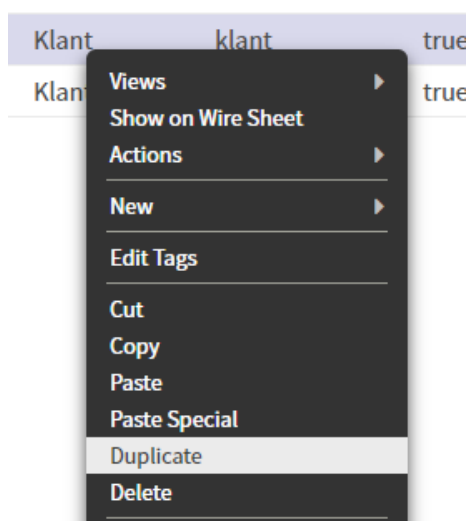 Klant klant true
Klan true
Views
Show on Wire Sheet
Actions
New
Edit Tags
Cut
Copy
Paste
Paste Special
Duplicate
Delete